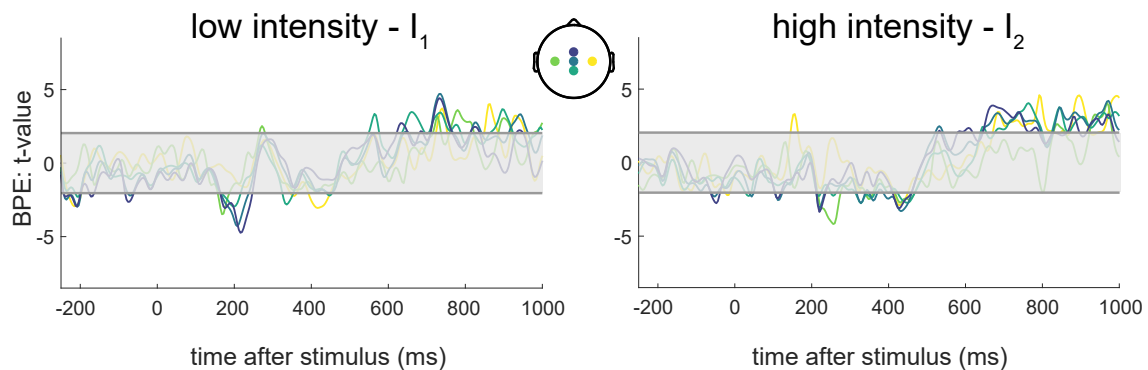 low intensity - I1
high intensity - I2
BPE: t-value
5
0
-5
-200 0 200 400 600 800 1000
time after stimulus (ms)
5
0
-5
-200 0 200 400 600 800 1000
time after stimulus (ms)